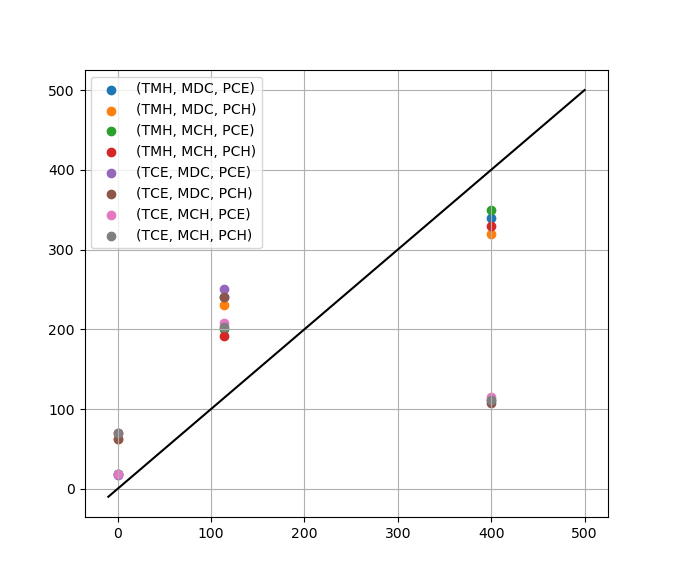 500
400
300
200
100
0
(TMH, MDC, PCE)
(TMH, MDC, PCH)
(TMH, MCH, PCE)
(TMH, MCH, PCH)
(TCE, MDC, PCE)
(TCE, MDC, PCH)
(TCE, MCH, PCE)
(TCE, MCH, PCH)
0 100 200 300 400 500